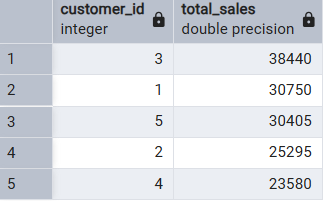 customer_id total_sales
integer double precision
1 3 38440
2 1 30750
3 5 30405
4 2 25295
5 4 23580